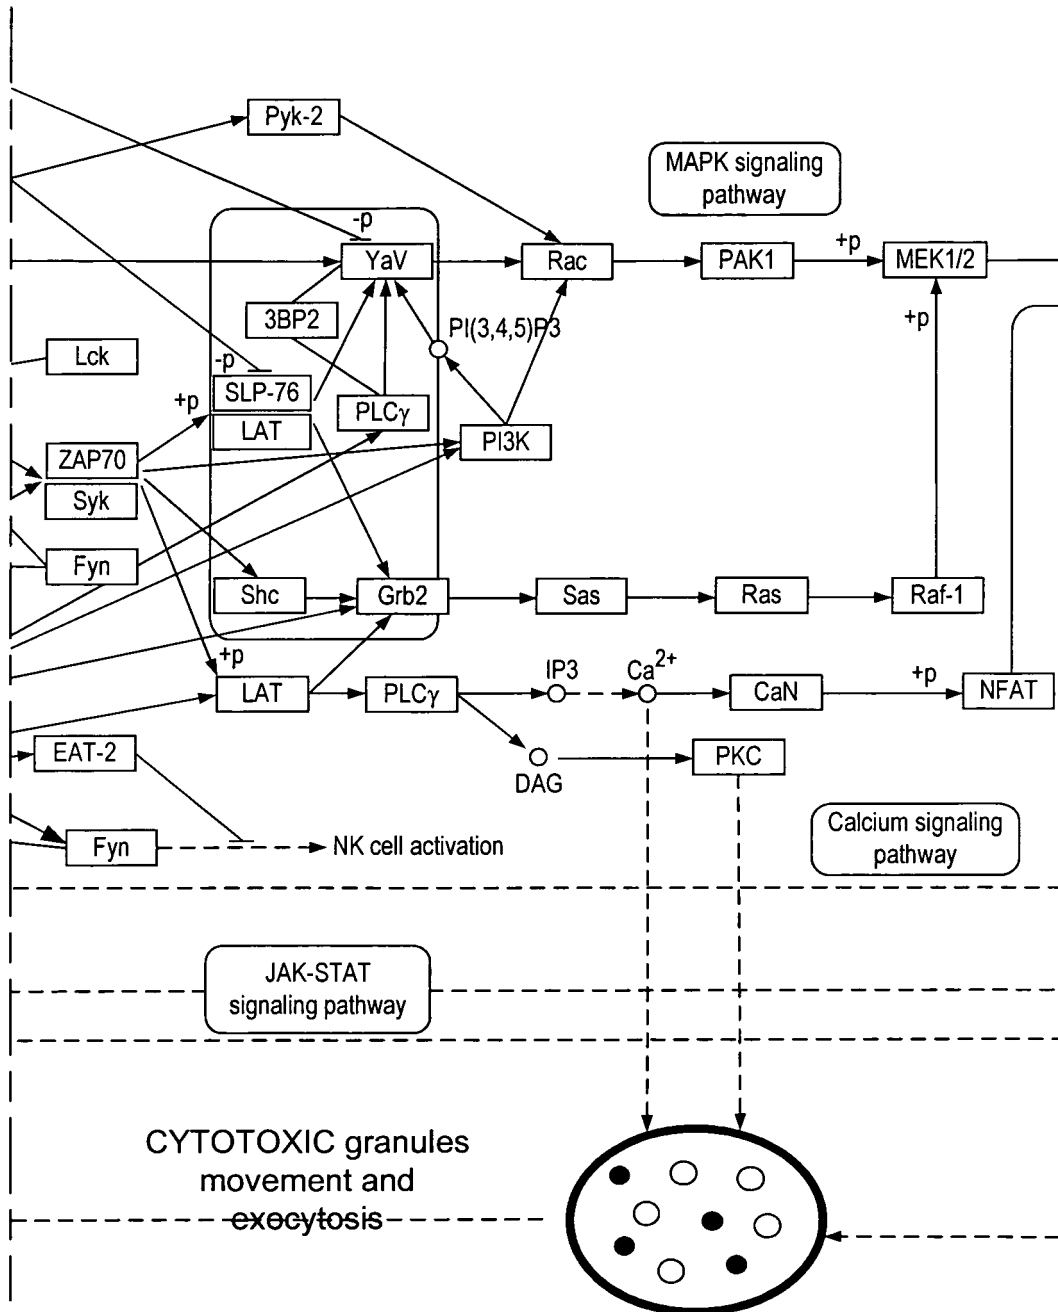 Pyk-2
MAPK signaling
pathway
-p
YaV
Rac
PAK1
+p
MEK1/2
3BP2
PI(3,4,5)P3
+p
Lck
-p
SLP-76
+p
LAT
PLCγ
PI3K
ZAP70
Syk
Fyn
Shc
Grb2
Sas
Ras
Raf-1
+p
LAT
PLCγ
IP3
Ca2+
CaN
+p
NFAT
EAT-2
DAG
PKC
Fyn
NK cell activation
Calcium signaling
pathway
JAK-STAT
signaling pathway
CYTOTOXIC granules
movement and
exocytosis